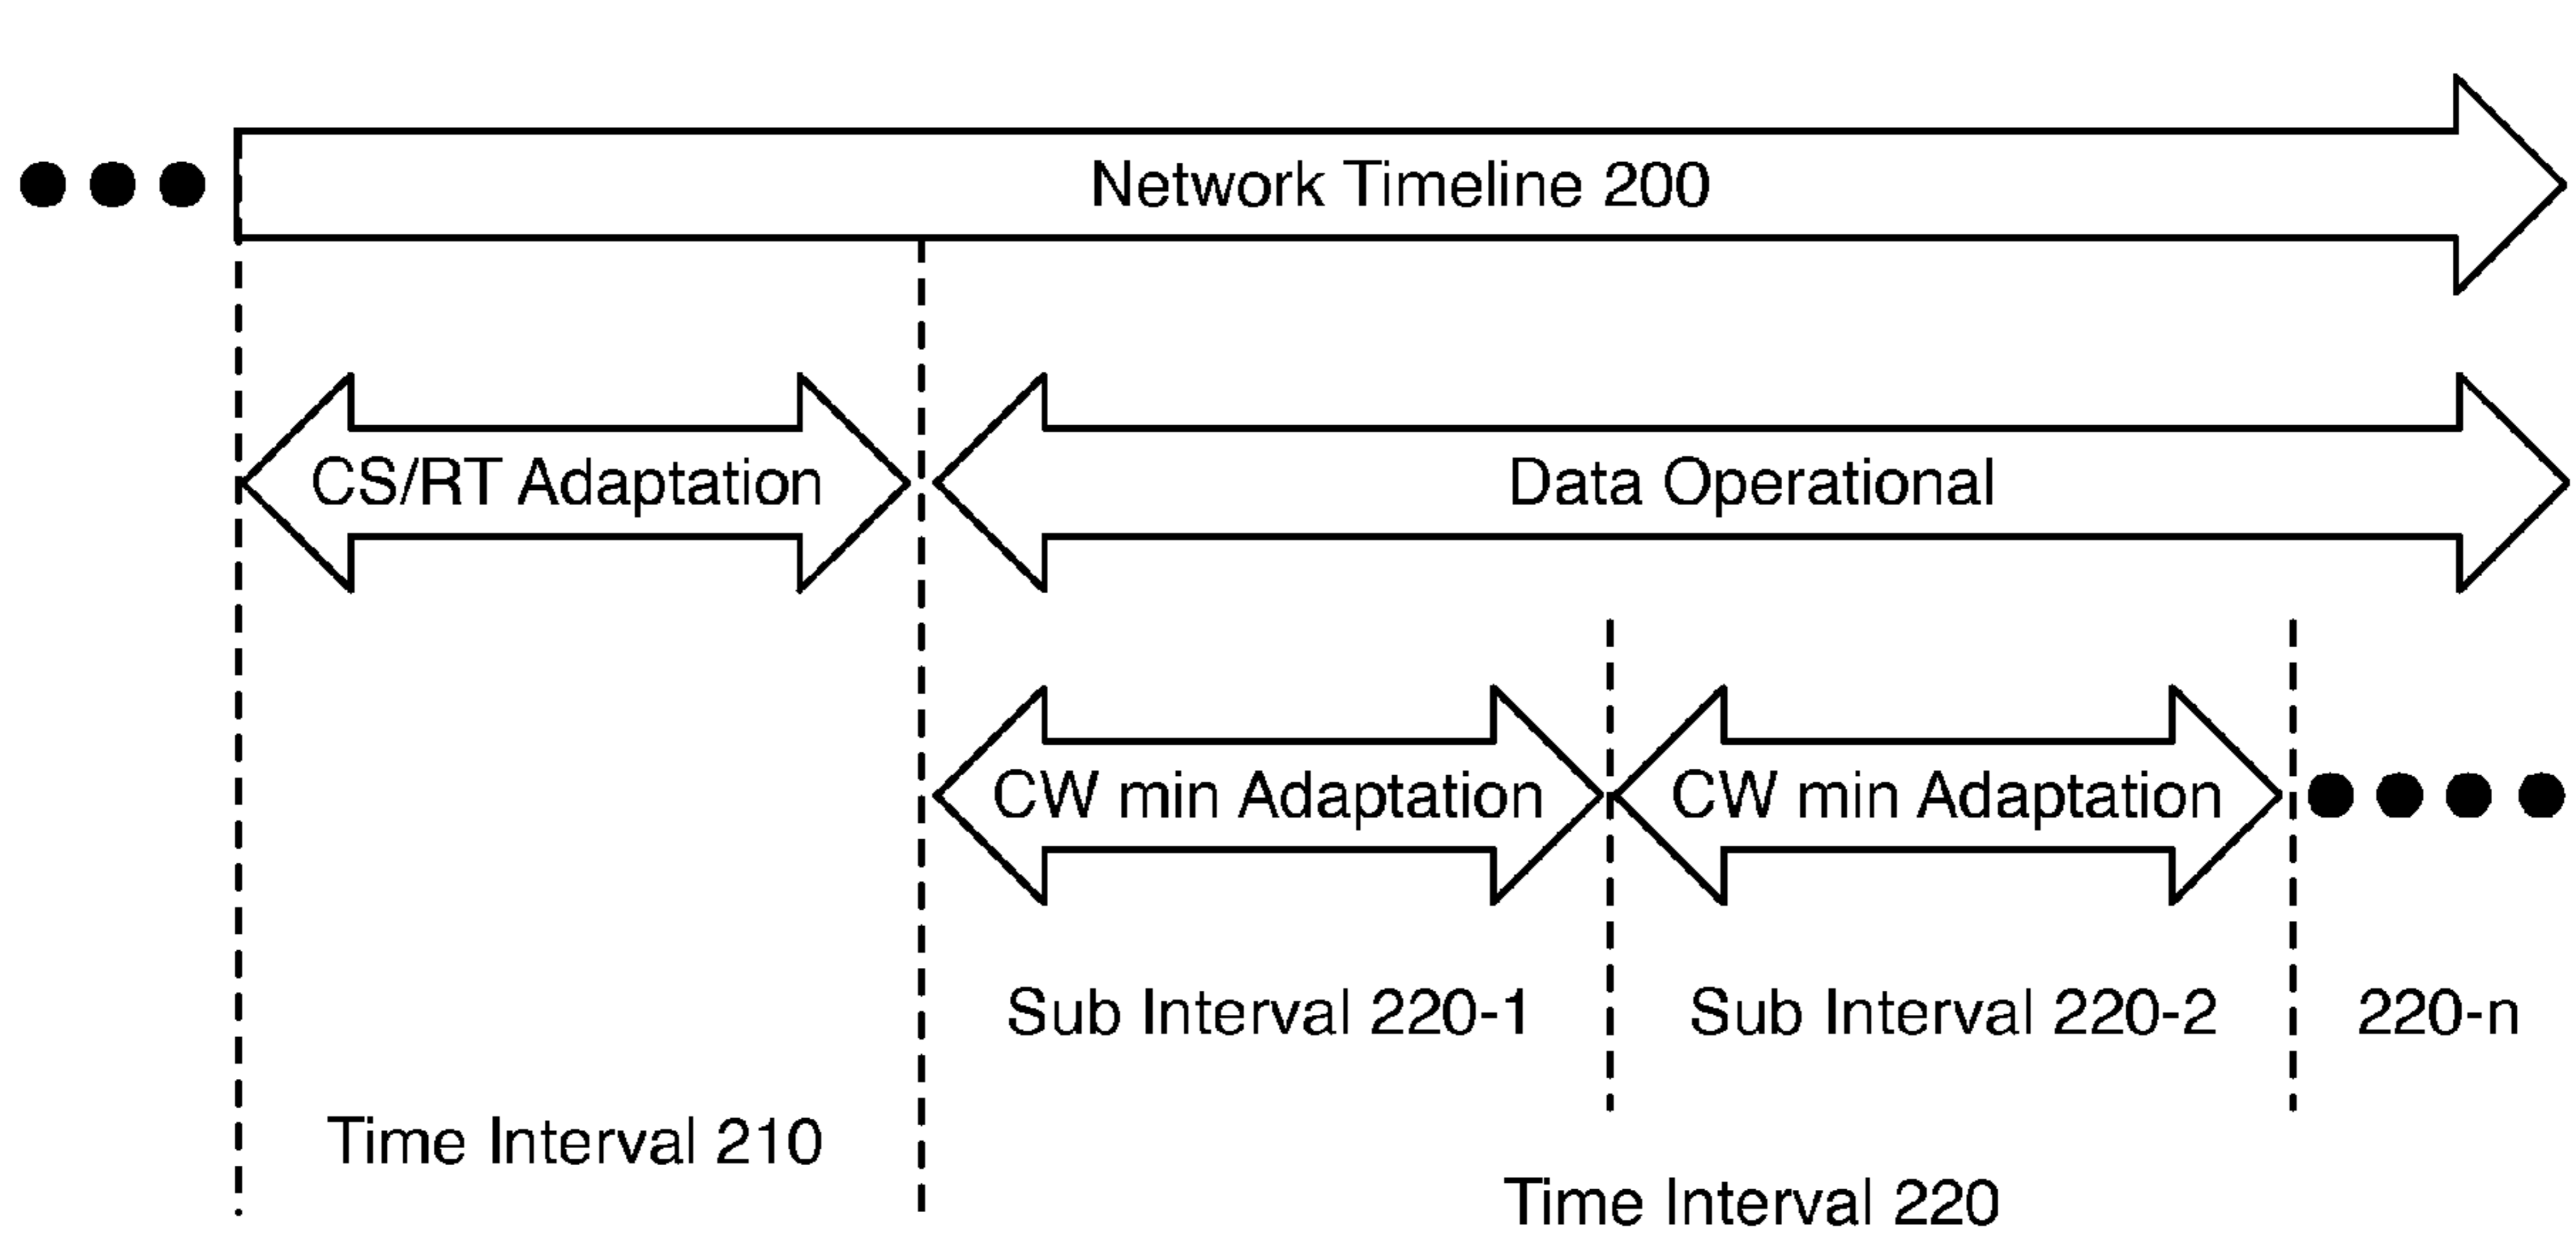 Network Timeline 200
CS/RT Adaptation
Data Operational
CW min Adaptation
CW min Adaptation
Sub Interval 220-1
Sub Interval 220-2
220-n
Time Interval 210
Time Interval 220